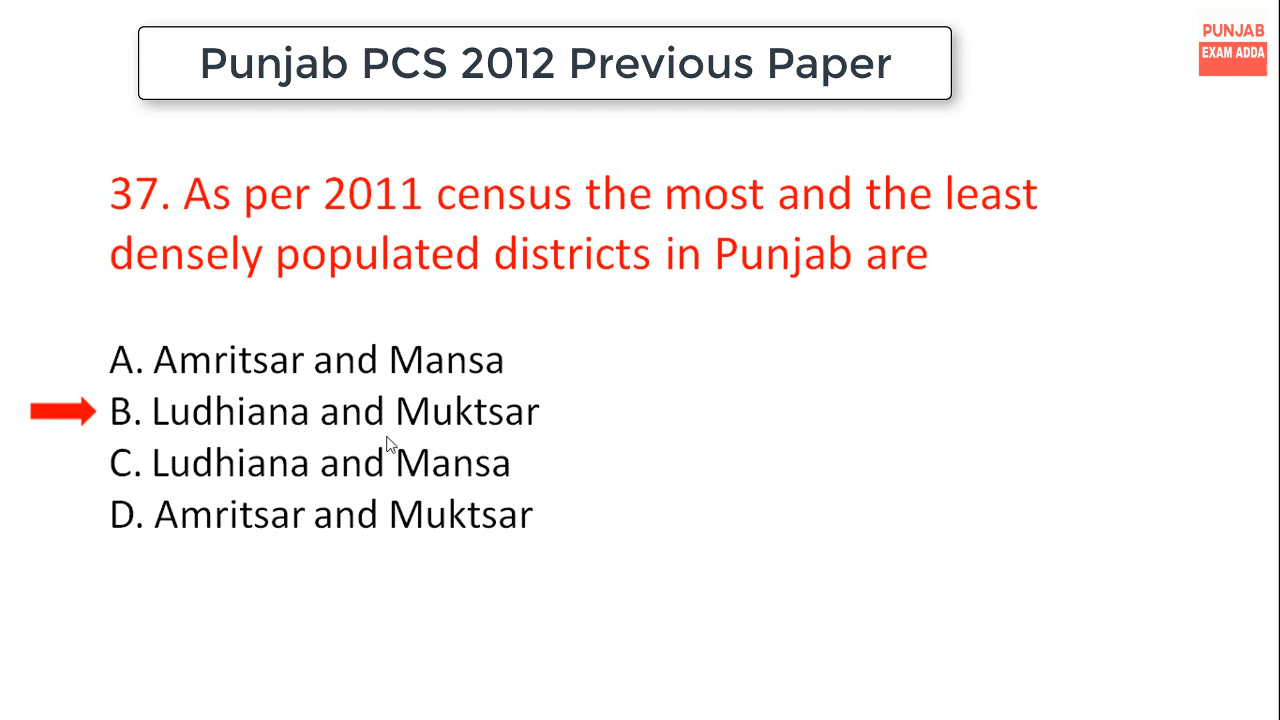 Punjab PCS 2012 Previous Paper
PUNJAB
EXAM ADDA
37. As per 2011 census the most and the least
densely populated districts in Punjab are
A. Amritsar and Mansa
B. Ludhiana and Muktsar
C. Ludhiana and Mansa
D. Amritsar and Muktsar